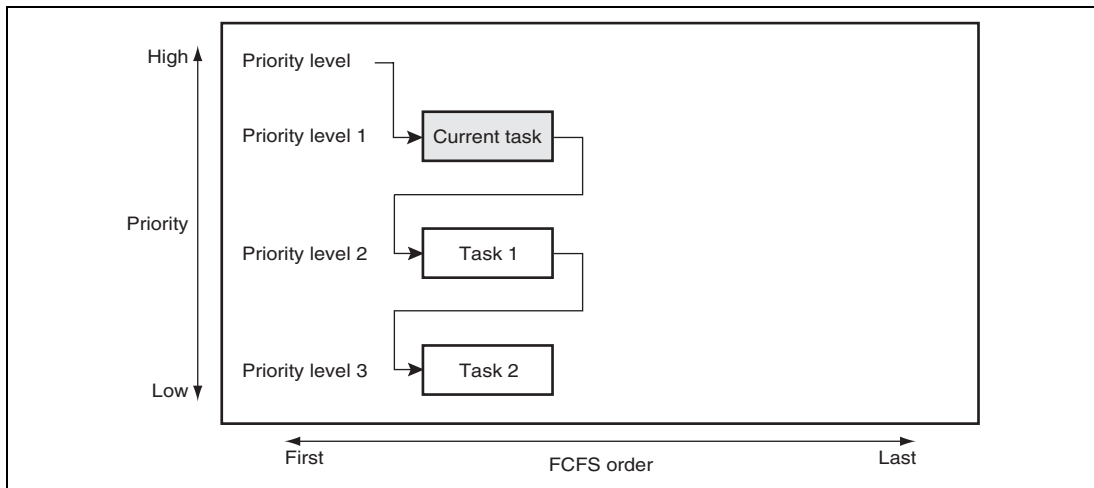 High
Priority level
Priority level 1
Current task
Priority
Priority level 2
Task 1
Priority level 3
Task 2
Low
First
FCFS order
Last